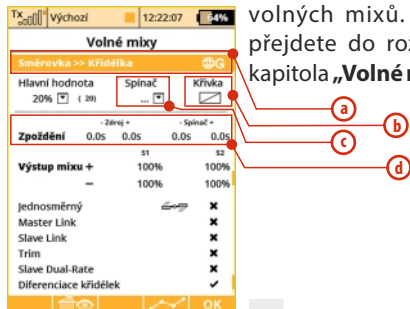 Tx Výchozí 12:22:07 64%
Volné mixy
Směrovka >> Křidélka G
Hlavní hodnota Spínač Křivka
20% ( 20) ...
- Zdroj + - Spínač +
Zpoždění 0.0s 0.0s 0.0s 0.0s
S1 S2
Výstup mixu + 100% 100%
− 100% 100%
Jednosměrný ✖
Master Link ✖
Slave Link ✖
Trim ✖
Slave Dual-Rate ✖
Diferenciace křidélek ✔
OK
volných mixů.
přejdete do ro
kapitola „Volné
a
b
c
d